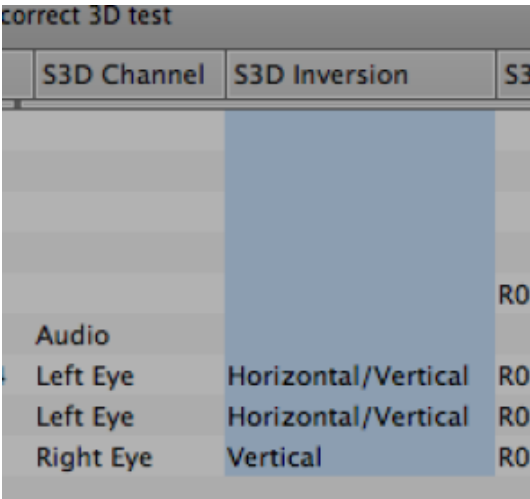 correct 3D test
S3D Channel S3D Inversion S3
R0
Audio
Left Eye Horizontal/Vertical R0
Left Eye Horizontal/Vertical R0
Right Eye Vertical R0